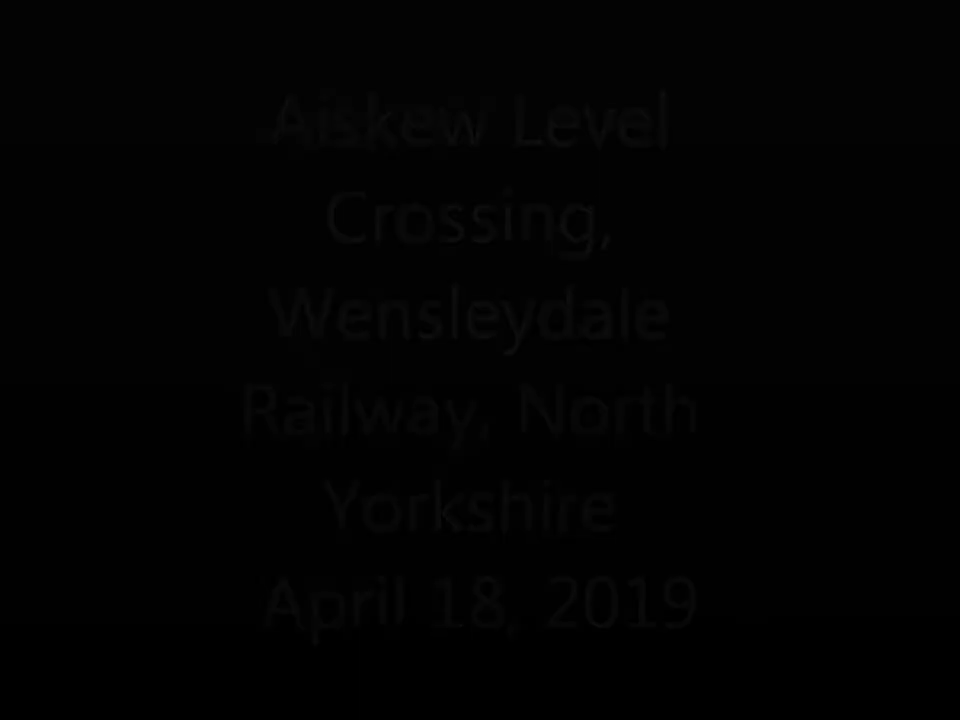 Aiskew Level
Crossing,
Wensleydale
Railway, North
Yorkshire
April 18, 2019